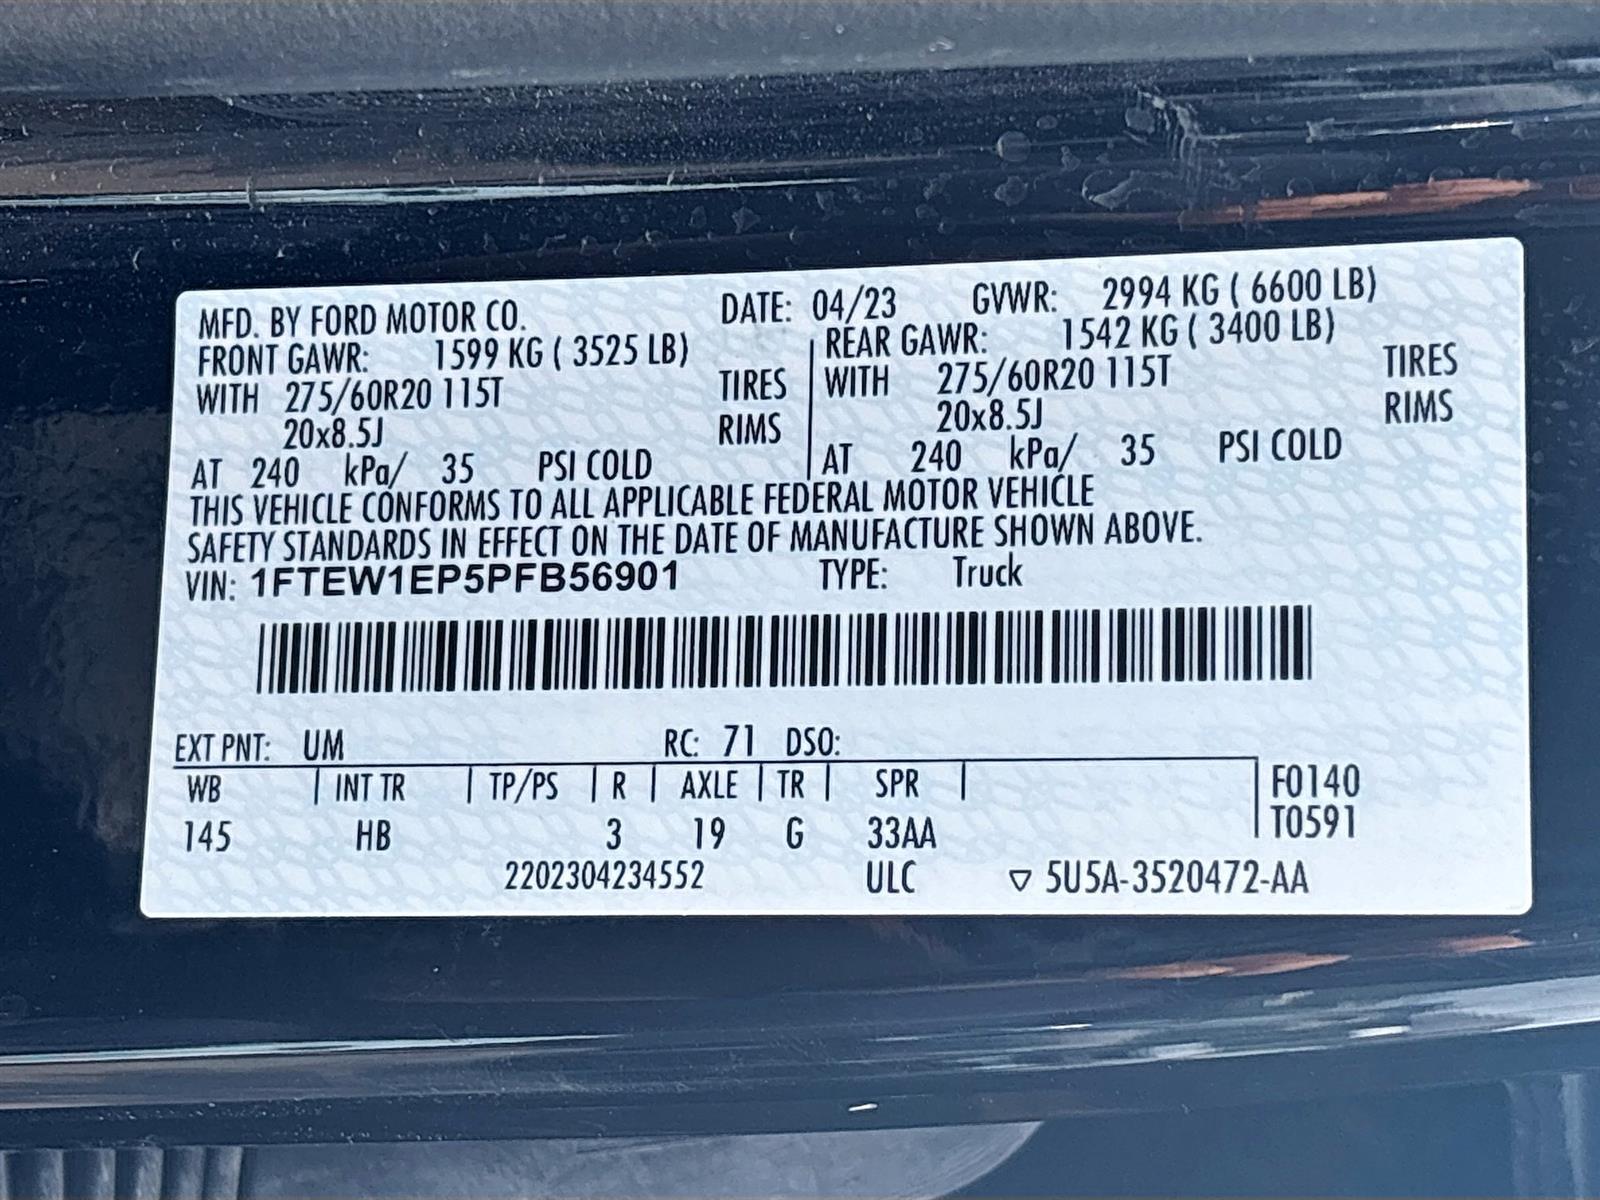 MFD. BY FORD MOTOR CO. DATE: 04/23 GVWR: 2994 KG ( 6600 LB)
FRONT GAWR: 1599 KG ( 3525 LB) REAR GAWR: 1542 KG ( 3400 LB)
WITH 275/60R20 115T TIRES WITH 275/60R20 115T TIRES
20x8.5J RIMS 20x8.5J RIMS
AT 240 kPa/ 35 PSI COLD AT 240 kPa/ 35 PSI COLD
THIS VEHICLE CONFORMS TO ALL APPLICABLE FEDERAL MOTOR VEHICLE
SAFETY STANDARDS IN EFFECT ON THE DATE OF MANUFACTURE SHOWN ABOVE.
VIN: 1FTEW1EP5PFB56901 TYPE: Truck
EXT PNT: UM RC: 71 DSO:
WB INT TR TP/PS R AXLE TR SPR F0140
T0591
145 HB 3 19 G 33AA
2202304234552 ULC ▽ 5U5A-3520472-AA